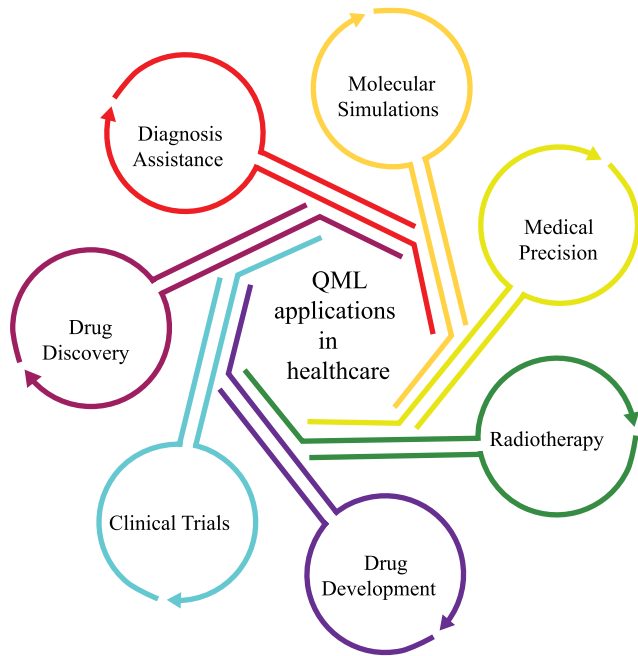 Molecular
Simulations
Diagnosis
Assistance
Medical
Precision
QML
applications
in
healthcare
Drug
Discovery
Radiotherapy
Clinical Trials
Drug
Development